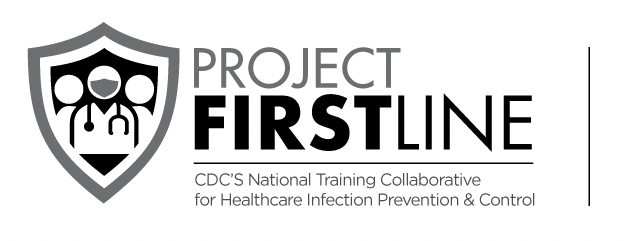 PROJECT
FIRSTLINE
CDC'S National Training Collaborative
for Healthcare Infection Prevention & Control